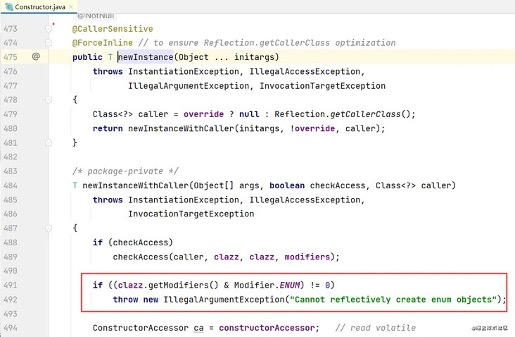 Constructor.java ×
@NotNull
473 @CallerSensitive
474 @ForceInline // to ensure Reflection.getCallerClass optimization
475 @ public T newInstance(Object ... initargs)
476 throws InstantiationException, IllegalAccessException,
477 IllegalArgumentException, InvocationTargetException
478 {
479 Class<?> caller = override ? null : Reflection.getCallerClass();
480 return newInstanceWithCaller(initargs, !override, caller);
481 }
482
483 /* package-private */
484 T newInstanceWithCaller(Object[] args, boolean checkAccess, Class<?> caller)
485 throws InstantiationException, IllegalAccessException,
486 InvocationTargetException
487 {
488 if (checkAccess)
489 checkAccess(caller, clazz, clazz, modifiers);
490
491 if ((clazz.getModifiers() & Modifier.ENUM) != 0)
492 throw new IllegalArgumentException("Cannot reflectively create enum objects");
493
494 ConstructorAccessor ca = constructorAccessor; // read volatile